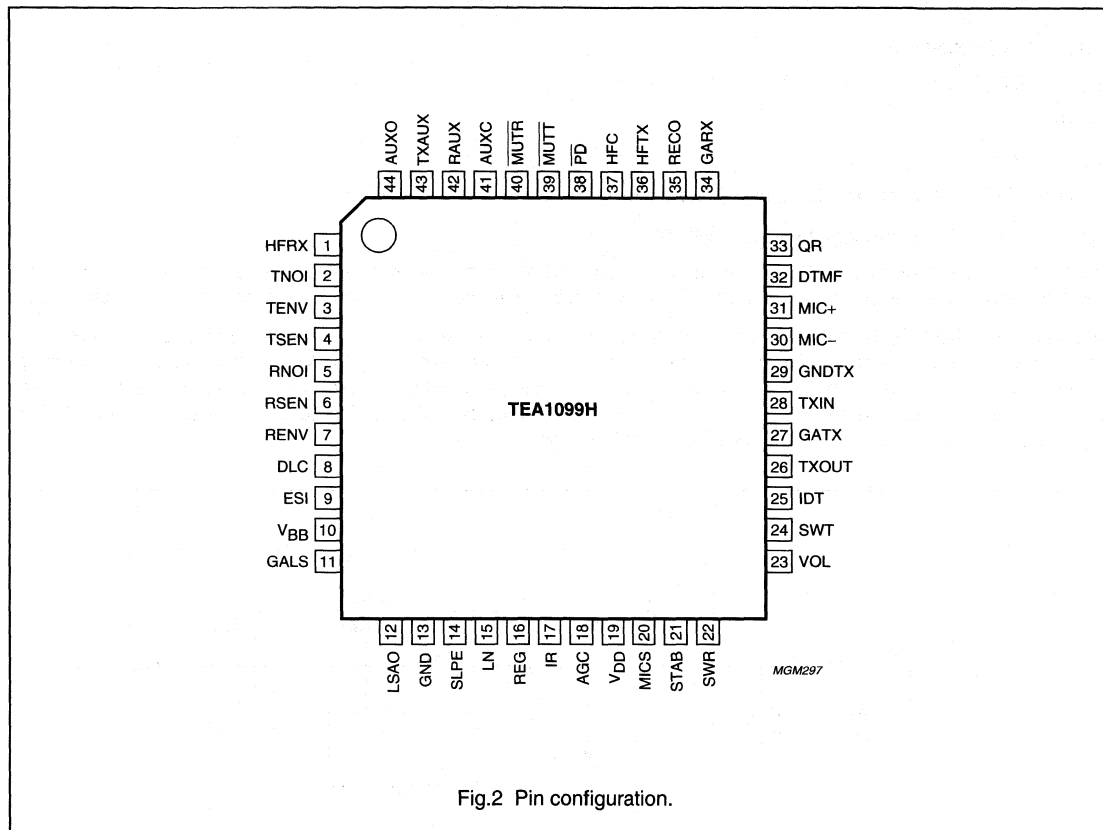 44 AUXO
43 TXAUX
42 RAUX
41 AUXC
40 MUTR
39 MUTT
38 PD
37 HFC
36 HFTX
35 RECO
34 GARX
HFRX 1
TNOI 2
TENV 3
TSEN 4
RNOI 5
RSEN 6
RENV 7
DLC 8
ESI 9
VBB 10
GALS 11
TEA1099H
33 QR
32 DTMF
31 MIC+
30 MIC−
29 GNDTX
28 TXIN
27 GATX
26 TXOUT
25 IDT
24 SWT
23 VOL
LSAO 12
GND 13
SLPE 14
LN 15
REG 16
IR 17
AGC 18
VDD 19
MICS 20
STAB 21
SWR 22
MGM297
Fig.2 Pin configuration.